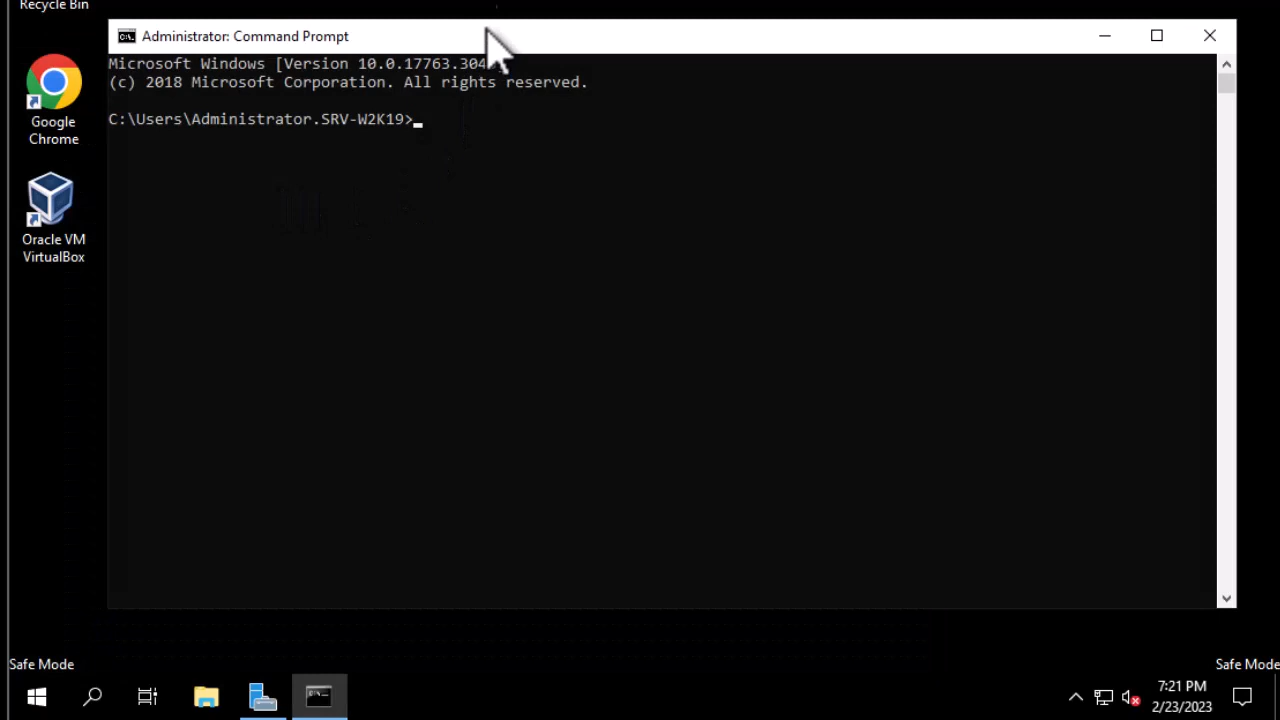 Recycle Bin
Administrator: Command Prompt
Microsoft Windows [Version 10.0.17763.304
(c) 2018 Microsoft Corporation. All rights reserved.
C:\Users\Administrator.SRV-W2K19>
Google
Chrome
Oracle VM
VirtualBox
Safe Mode
Safe Mode
7:21 PM
2/23/2023